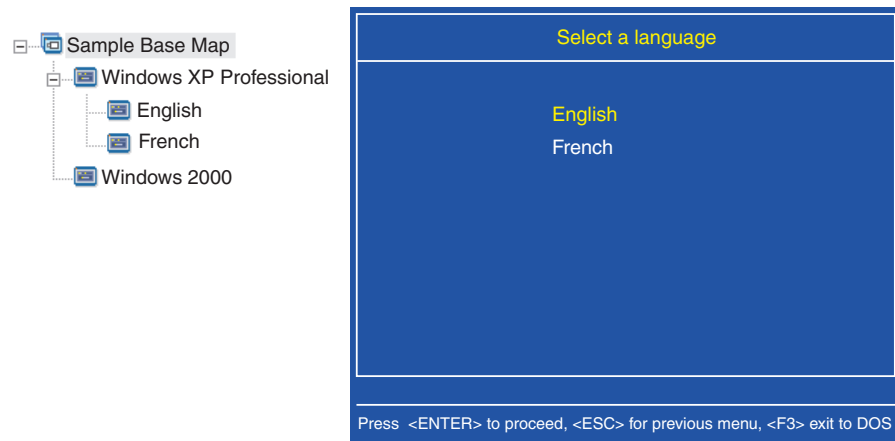 Sample Base Map
Windows XP Professional
English
French
Windows 2000
Select a language
English
French
Press <ENTER> to proceed, <ESC> for previous menu, <F3> exit to DOS